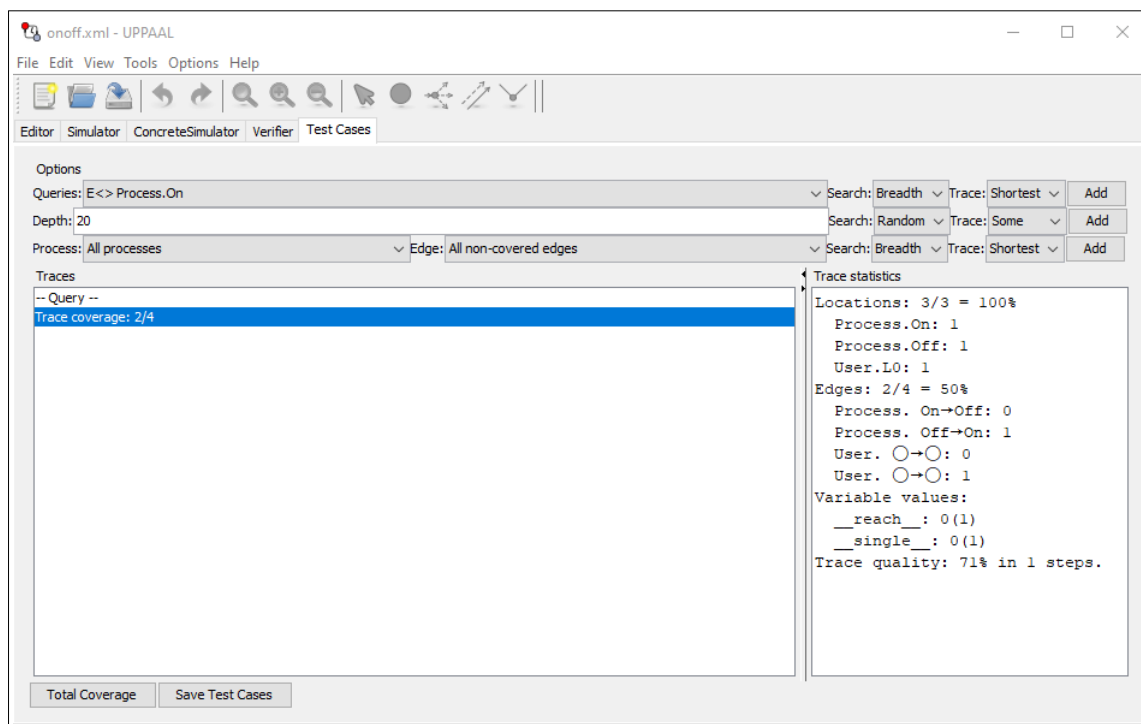 onoff.xml - UPPAAL
File Edit View Tools Options Help
Editor Simulator ConcreteSimulator Verifier Test Cases
Options
Queries: E<> Process.On Search: Breadth Trace: Shortest Add
Depth: 20 Search: Random Trace: Some Add
Process: All processes Edge: All non-covered edges Search: Breadth Trace: Shortest Add
Traces
-- Query --
Trace coverage: 2/4
Trace statistics
Locations: 3/3 = 100%
Process.On: 1
Process.Off: 1
User.L0: 1
Edges: 2/4 = 50%
Process. On→Off: 0
Process. Off→On: 1
User. ◯→◯: 0
User. ◯→◯: 1
Variable values:
__reach__: 0(1)
__single__: 0(1)
Trace quality: 71% in 1 steps.
Total Coverage Save Test Cases